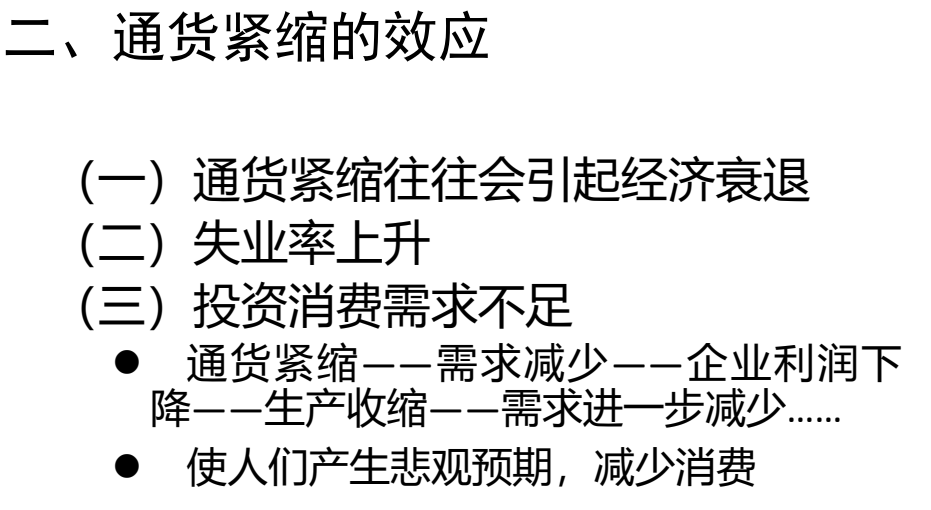 二、通货紧缩的效应
（一）通货紧缩往往会引起经济衰退
（二）失业率上升
（三）投资消费需求不足
● 通货紧缩——需求减少——企业利润下
降——生产收缩——需求进一步减少……
● 使人们产生悲观预期，减少消费